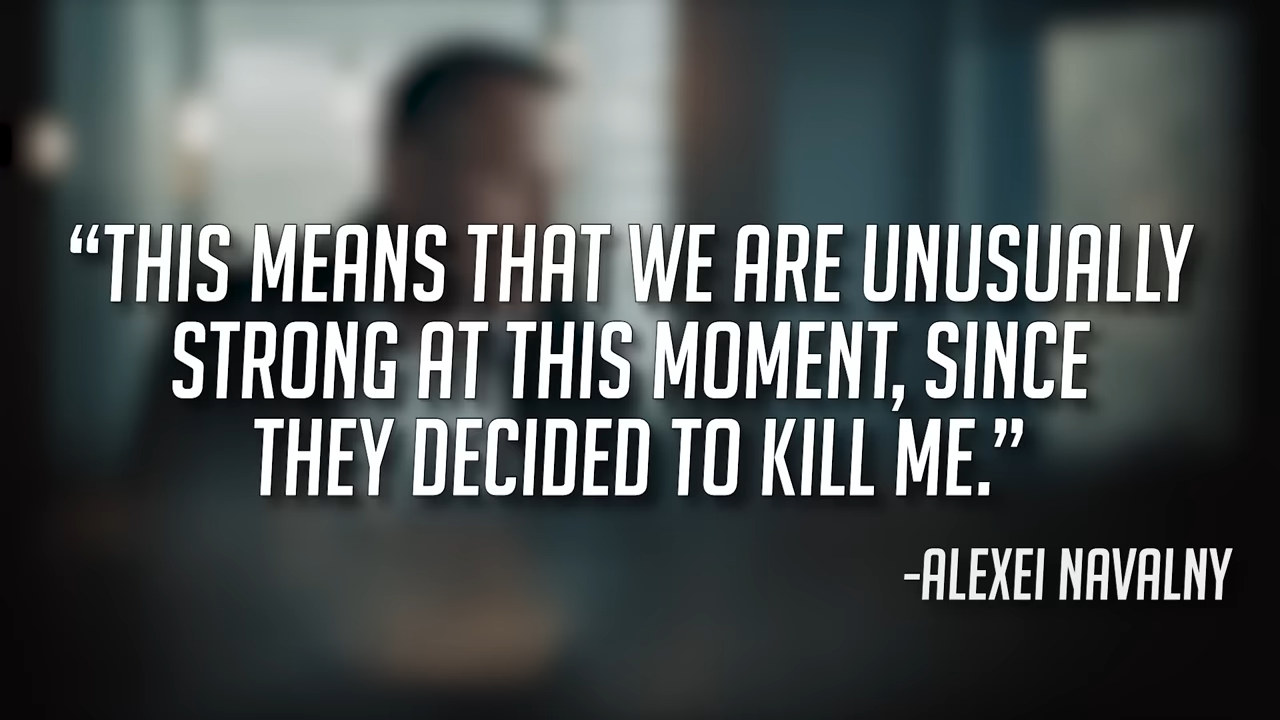 “THIS MEANS THAT WE ARE UNUSUALLY
STRONG AT THIS MOMENT, SINCE
THEY DECIDED TO KILL ME.”
-ALEXEI NAVALNY